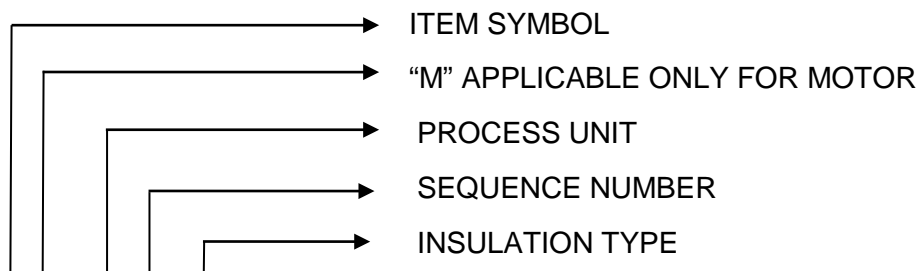 ITEM SYMBOL
“M” APPLICABLE ONLY FOR MOTOR
PROCESS UNIT
SEQUENCE NUMBER
INSULATION TYPE